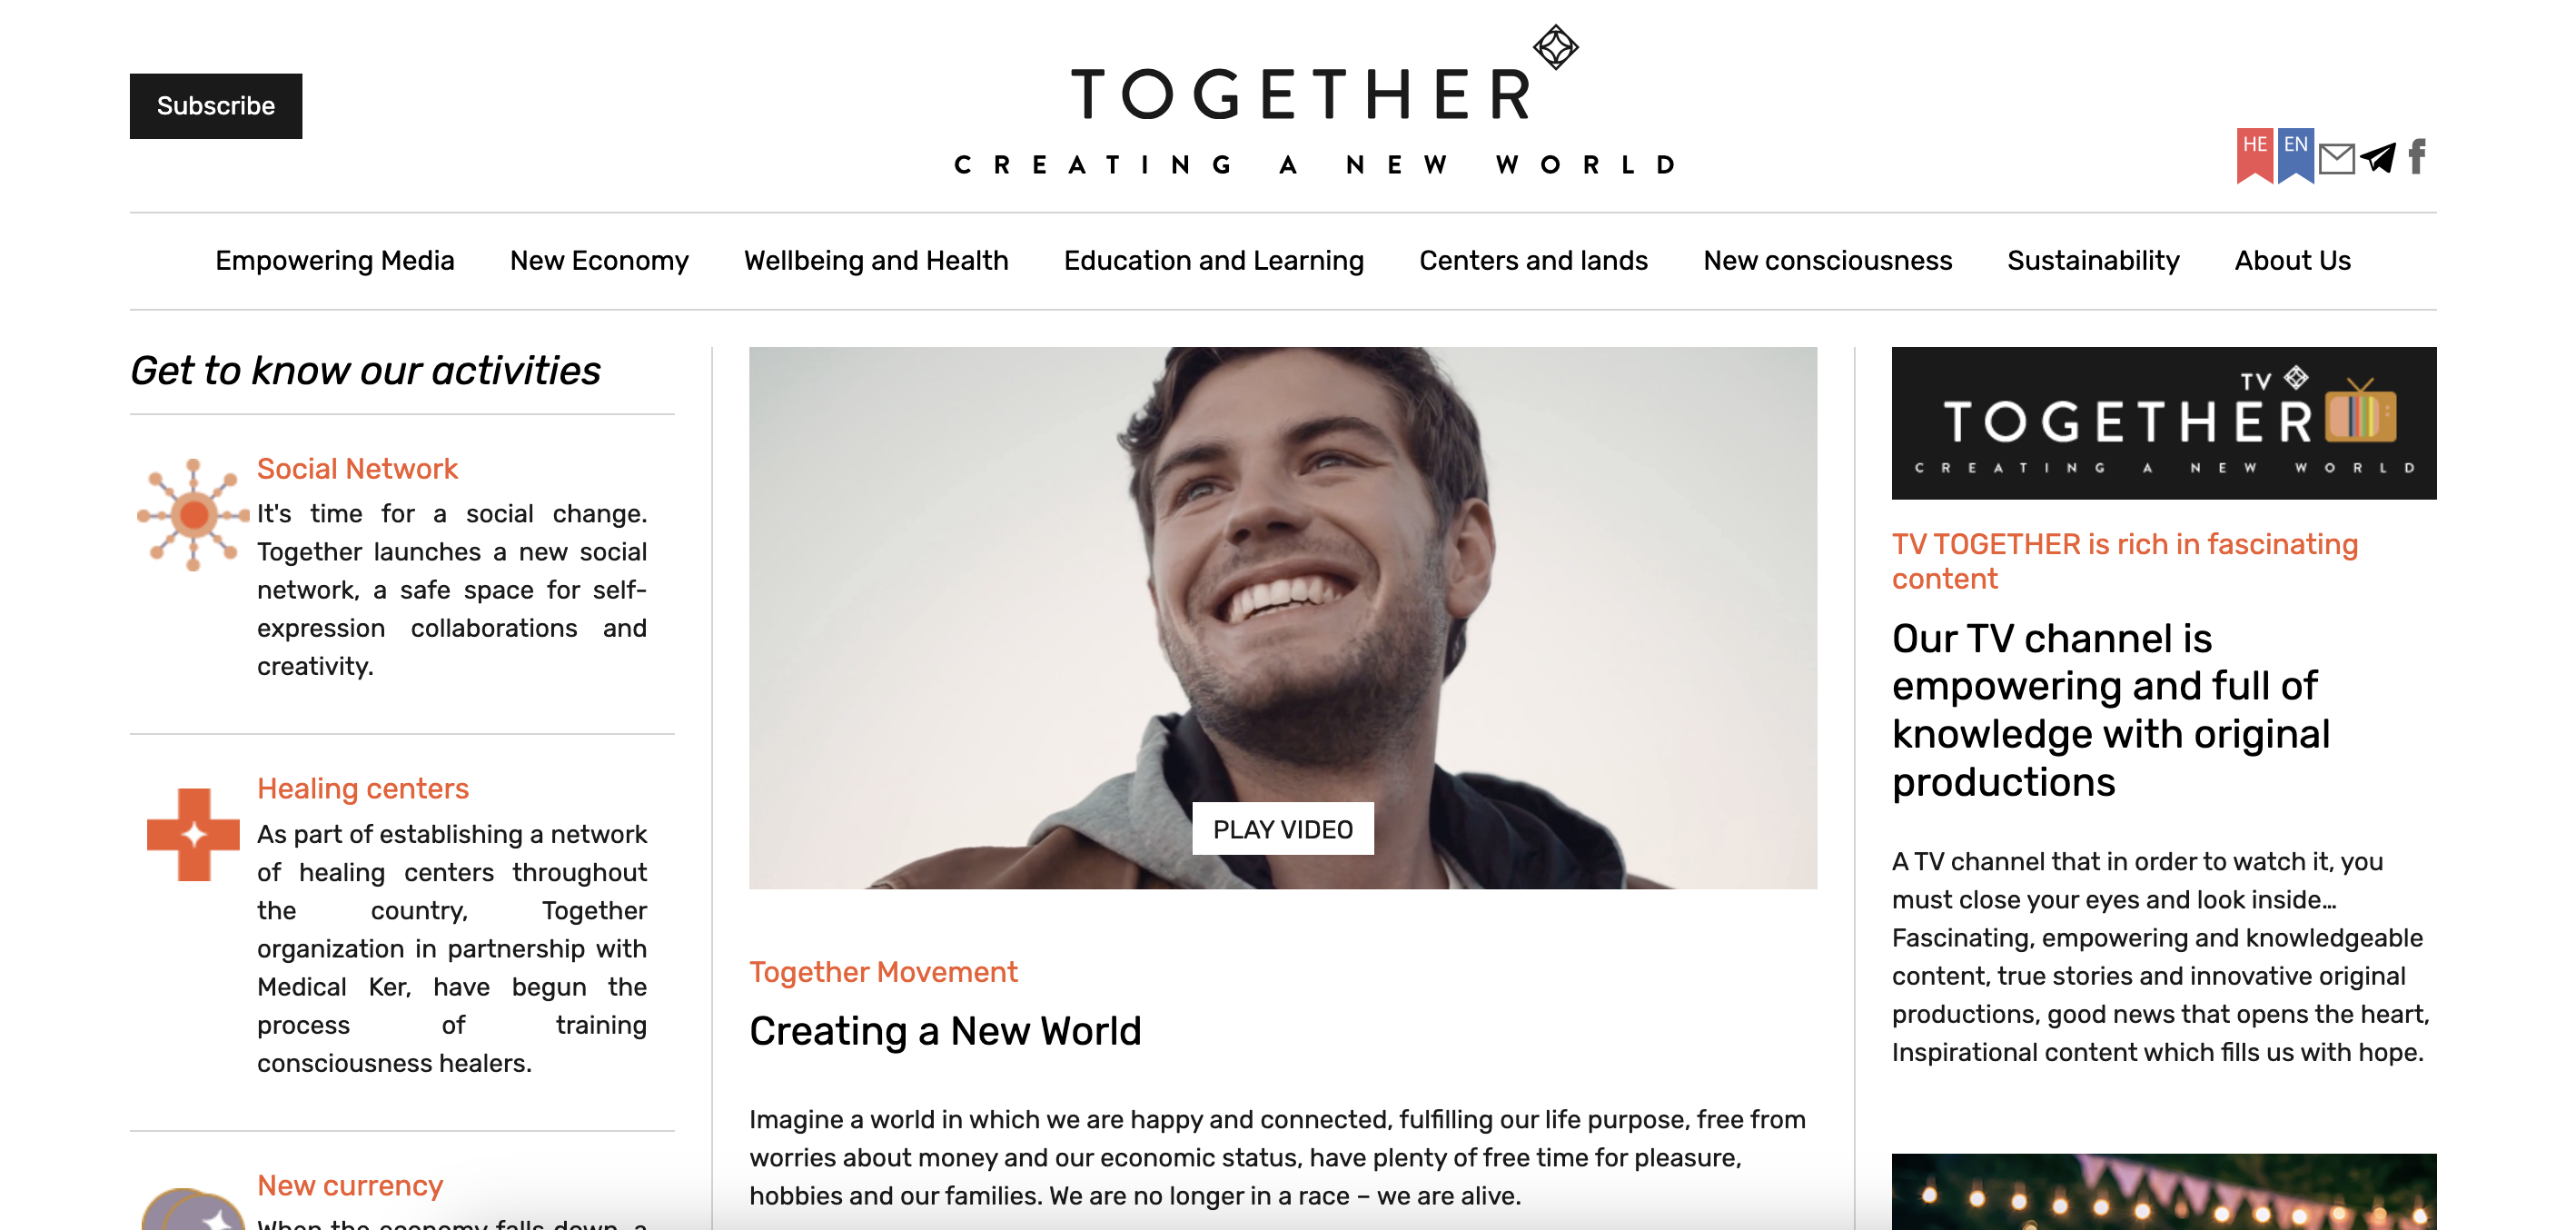 Subscribe
TOGETHER
CREATING A NEW WORLD
HE EN
Empowering Media New Economy Wellbeing and Health Education and Learning Centers and lands New consciousness Sustainability About Us
Get to know our activities
Social Network
It's time for a social change.
Together launches a new social
network, a safe space for self-
expression collaborations and
creativity.
Healing centers
As part of establishing a network
of healing centers throughout
the country, Together
organization in partnership with
Medical Ker, have begun the
process of training
consciousness healers.
New currency
When the economy falls down, a
PLAY VIDEO
Together Movement
Creating a New World
Imagine a world in which we are happy and connected, fulfilling our life purpose, free from
worries about money and our economic status, have plenty of free time for pleasure,
hobbies and our families. We are no longer in a race – we are alive.
TV
TOGETHER
CREATING A NEW WORLD
TV TOGETHER is rich in fascinating
content
Our TV channel is
empowering and full of
knowledge with original
productions
A TV channel that in order to watch it, you
must close your eyes and look inside...
Fascinating, empowering and knowledgeable
content, true stories and innovative original
productions, good news that opens the heart,
Inspirational content which fills us with hope.